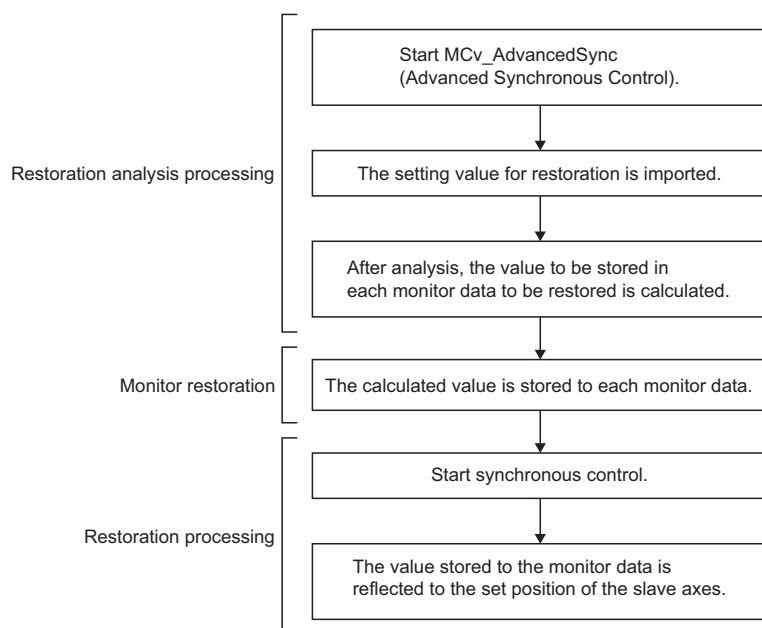 Start MCv_AdvancedSync
(Advanced Synchronous Control).
Restoration analysis processing
The setting value for restoration is imported.
After analysis, the value to be stored in
each monitor data to be restored is calculated.
Monitor restoration
The calculated value is stored to each monitor data.
Start synchronous control.
Restoration processing
The value stored to the monitor data is
reflected to the set position of the slave axes.